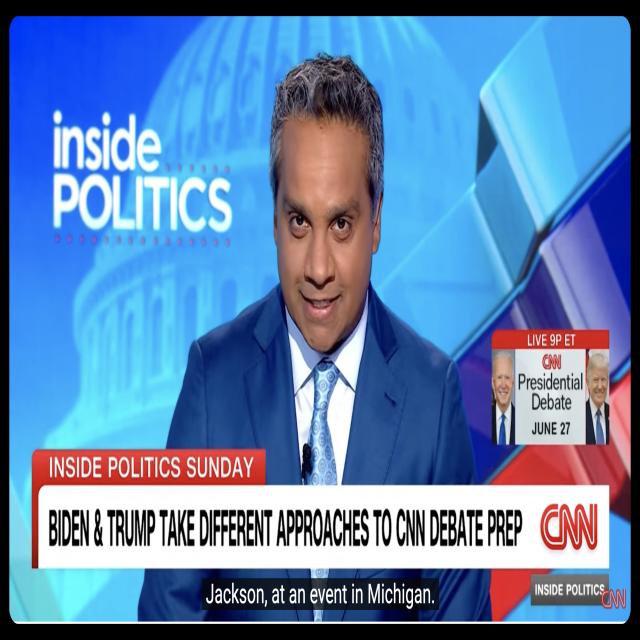 inside
POLITICS
LIVE 9P ET
CNN
Presidential
Debate
JUNE 27
INSIDE POLITICS SUNDAY
BIDEN & TRUMP TAKE DIFFERENT APPROACHES TO CNN DEBATE PREP
CNN
INSIDE POLITICS
CNN
Jackson, at an event in Michigan.